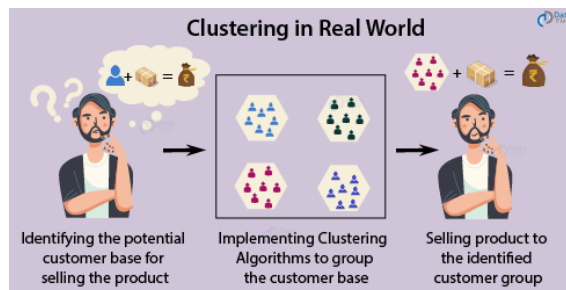 Clustering in Real World
Data
Identifying the potential
customer base for
selling the product
Implementing Clustering
Algorithms to group
the customer base
Selling product to
the identified
customer group